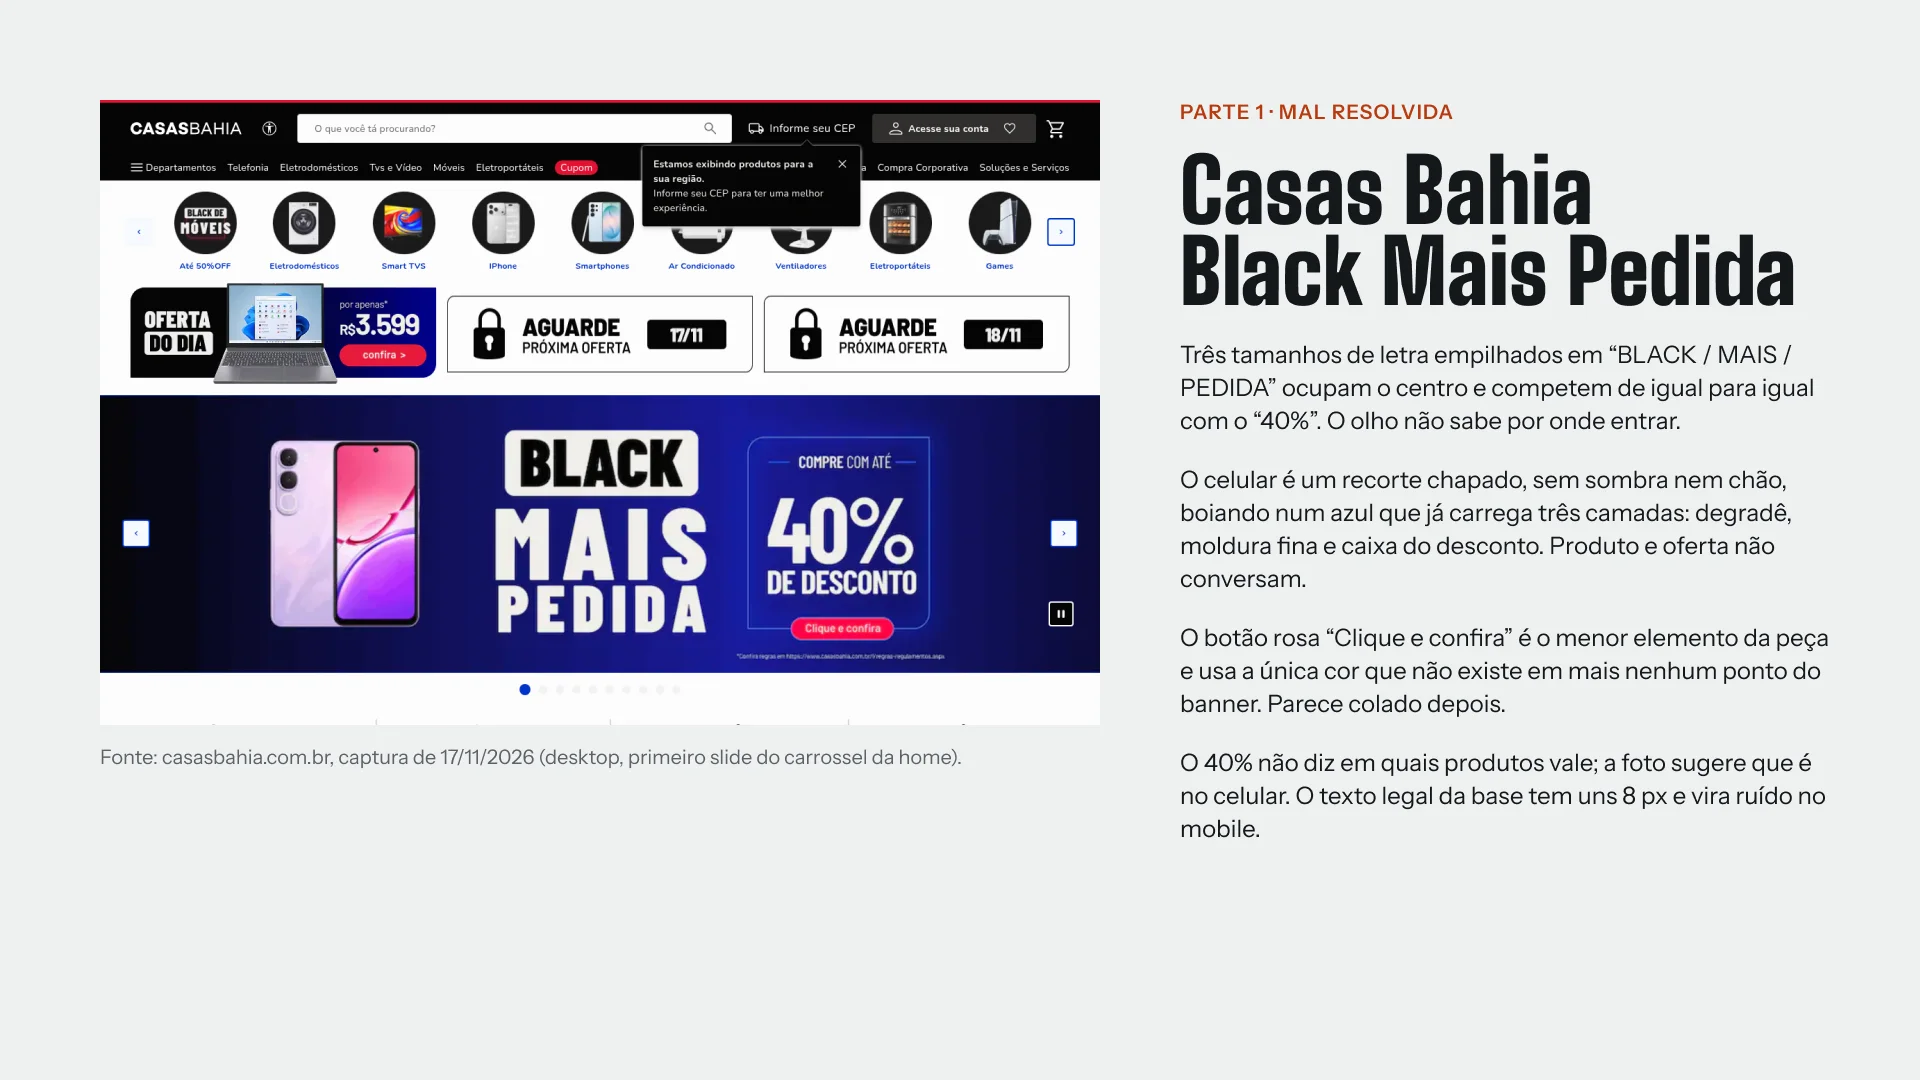 CASASBAHIA
O que você tá procurando?
Informe seu CEP
Acesse sua conta
Departamentos Telefonia Eletrodomésticos Tvs e Vídeo Móveis Eletroportáteis Cupom
Compra Corporativa Soluções e Serviços
Estamos exibindo produtos para a
sua região.
Informe seu CEP para ter uma melhor
experiência.
BLACK DE
MÓVEIS
Até 50%OFF Eletrodomésticos Smart TVS IPhone Smartphones Ar Condicionado Ventiladores Eletroportáteis Games
OFERTA
DO DIA
por apenas*
R$3.599
confira >
AGUARDE
PRÓXIMA OFERTA
17/11
AGUARDE
PRÓXIMA OFERTA
18/11
BLACK
MAIS
PEDIDA
COMPRE COM ATÉ
40%
DE DESCONTO
Clique e confira
Fonte: casasbahia.com.br, captura de 17/11/2026 (desktop, primeiro slide do carrossel da home).
PARTE 1 · MAL RESOLVIDA
Casas Bahia
Black Mais Pedida
Três tamanhos de letra empilhados em “BLACK / MAIS /
PEDIDA” ocupam o centro e competem de igual para igual
com o “40%”. O olho não sabe por onde entrar.
O celular é um recorte chapado, sem sombra nem chão,
boiando num azul que já carrega três camadas: degradê,
moldura fina e caixa do desconto. Produto e oferta não
conversam.
O botão rosa “Clique e confira” é o menor elemento da peça
e usa a única cor que não existe em mais nenhum ponto do
banner. Parece colado depois.
O 40% não diz em quais produtos vale; a foto sugere que é
no celular. O texto legal da base tem uns 8 px e vira ruído no
mobile.